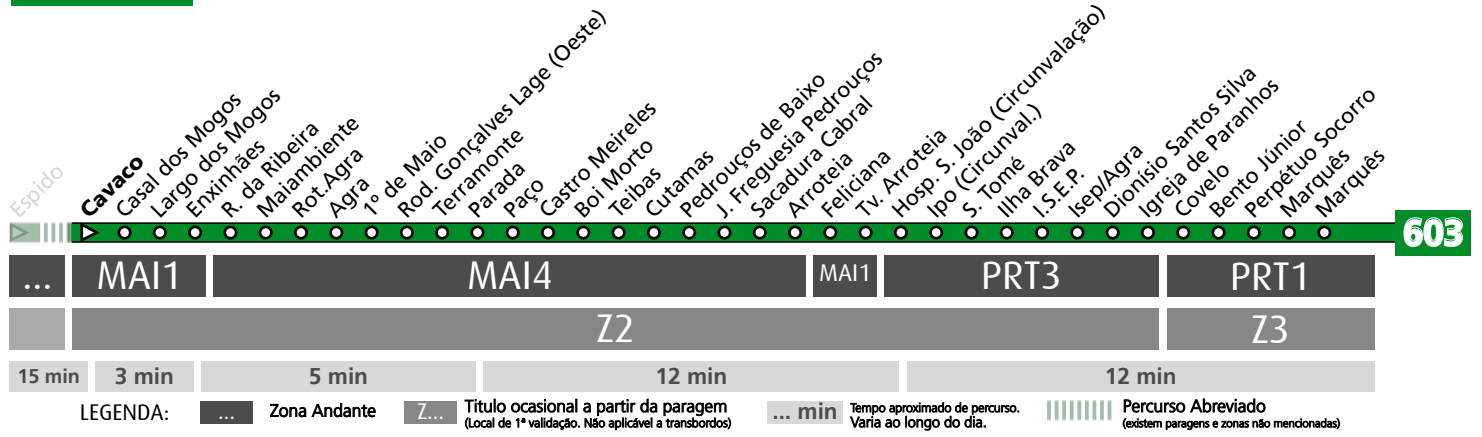 Espido
Cavaco
Casal dos Mogos
Largo dos Mogos
Enxinhães
R. da Ribeira
Maiambiente
Rot.Agra
Agra
1º de Maio
Rod. Gonçalves Lage (Oeste)
Terramonte
Parada
Paço
Castro Meireles
Boi Morto
Teibas
Cutamas
Pedrouços de Baixo
J. Freguesia Pedrouços
Sacadura Cabral
Arroteia
Feliciana
Tv. Arroteia
Hosp. S. João (Circunvalação)
Ipo (Circunval.)
S. Tomé
Ilha Brava
I.S.E.P.
Isep/Agra
Dionísio Santos Silva
Igreja de Paranhos
Covelo
Bento Júnior
Perpétuo Socorro
Marquês
Marquês
603
... MAI1 MAI4 MAI1 PRT3 PRT1
Z2 Z3
15 min 3 min 5 min 12 min 12 min
LEGENDA: ... Zona Andante Z... Titulo ocasional a partir da paragem
(Local de 1ª validação. Não aplicável a transbordos)
... min Tempo aproximado de percurso.
Varia ao longo do dia.
Percurso Abreviado
(existem paragens e zonas não mencionadas)